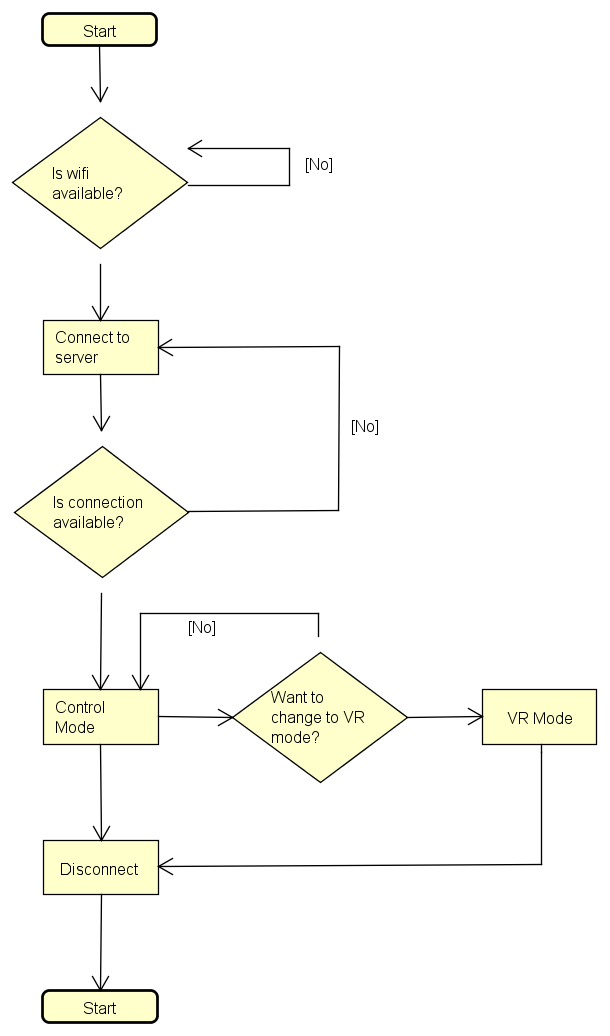 Start
Is wifi
available?
[No]
Connect to
server
[No]
Is connection
available?
[No]
Control
Mode
Want to
change to VR
mode?
VR Mode
Disconnect
Start